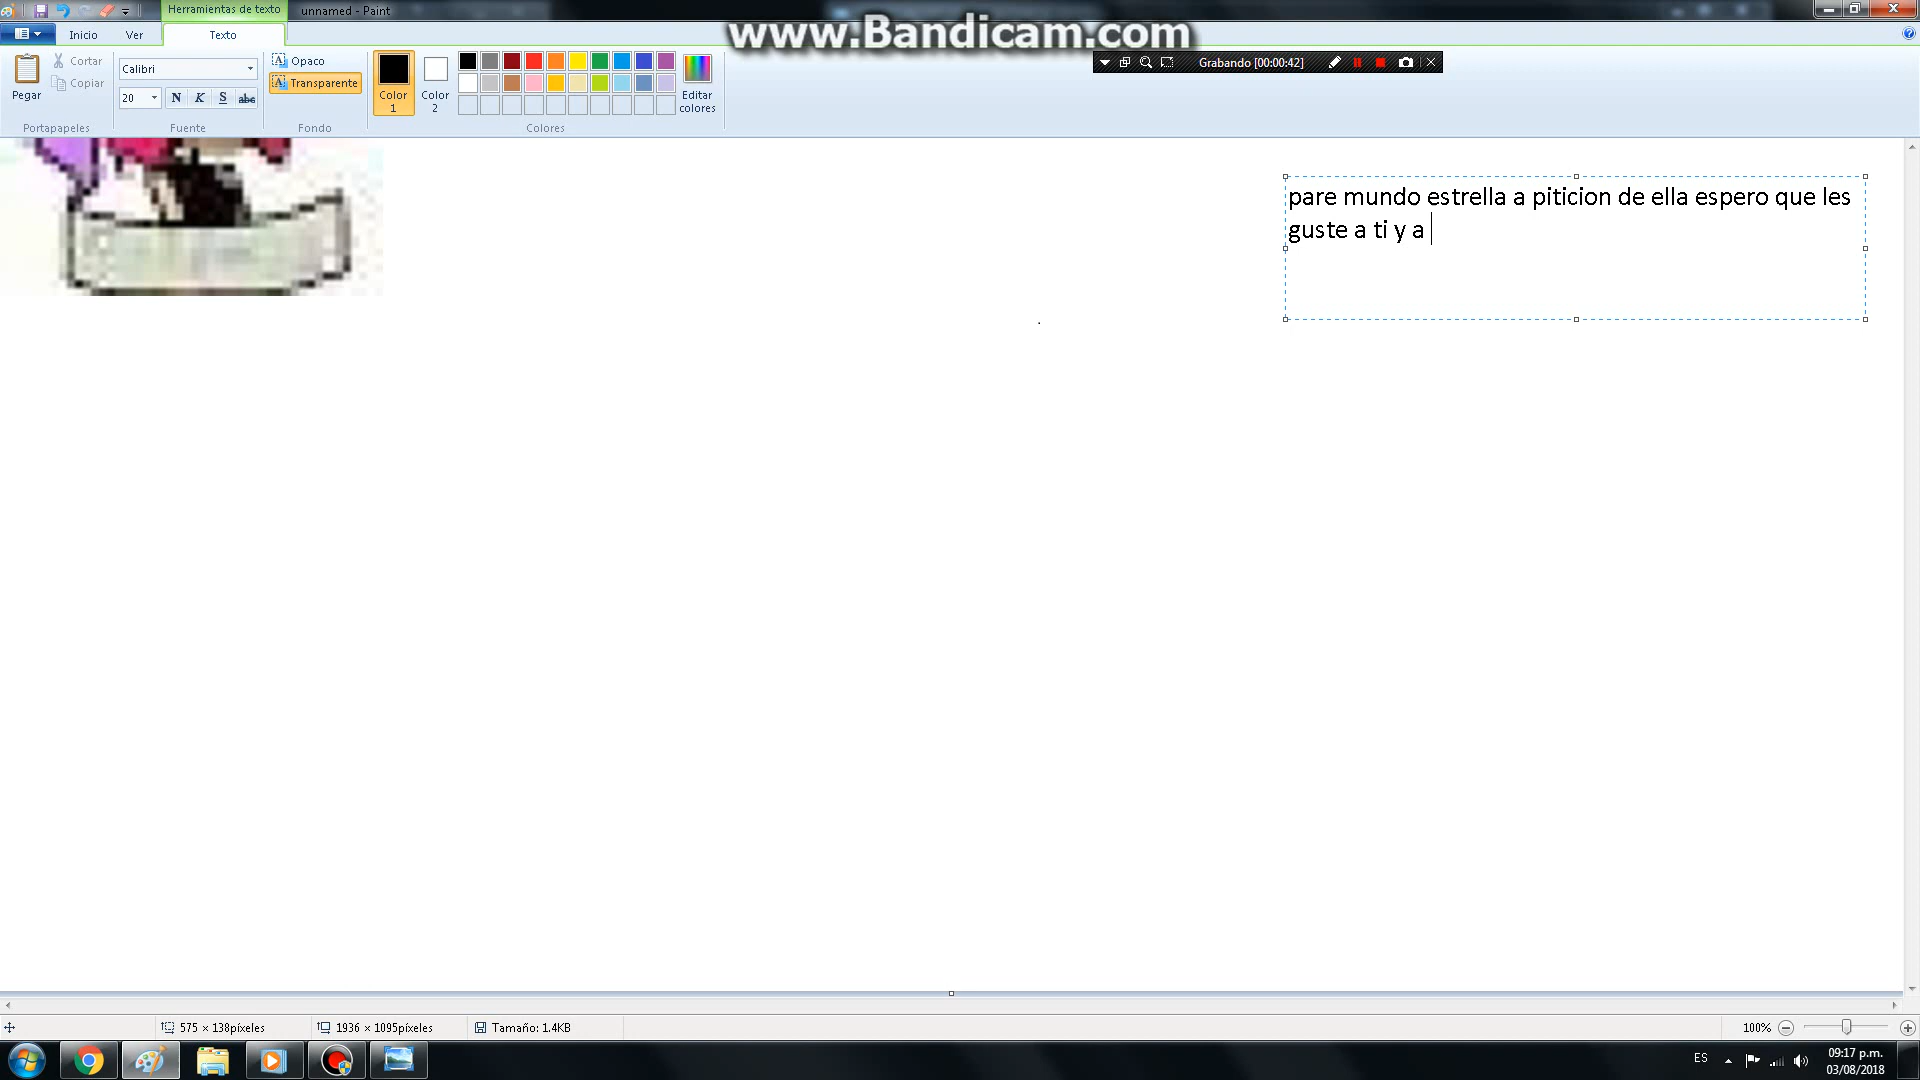 Herramientas de texto
unnamed - Paint
www.Bandicam.com
Inicio
Ver
Texto
Grabando [00:00:42]
Pegar
Cortar
Copiar
Portapapeles
Calibri
20
N K S abc
Fuente
Opaco
Transparente
Fondo
Color 1
Color 2
Editar colores
Colores
pare mundo estrella a piticion de ella espero que les
guste a ti y a
575 × 138píxeles
1936 × 1095píxeles
Tamaño: 1.4KB
100%
ES
09:17 p.m.
03/08/2018